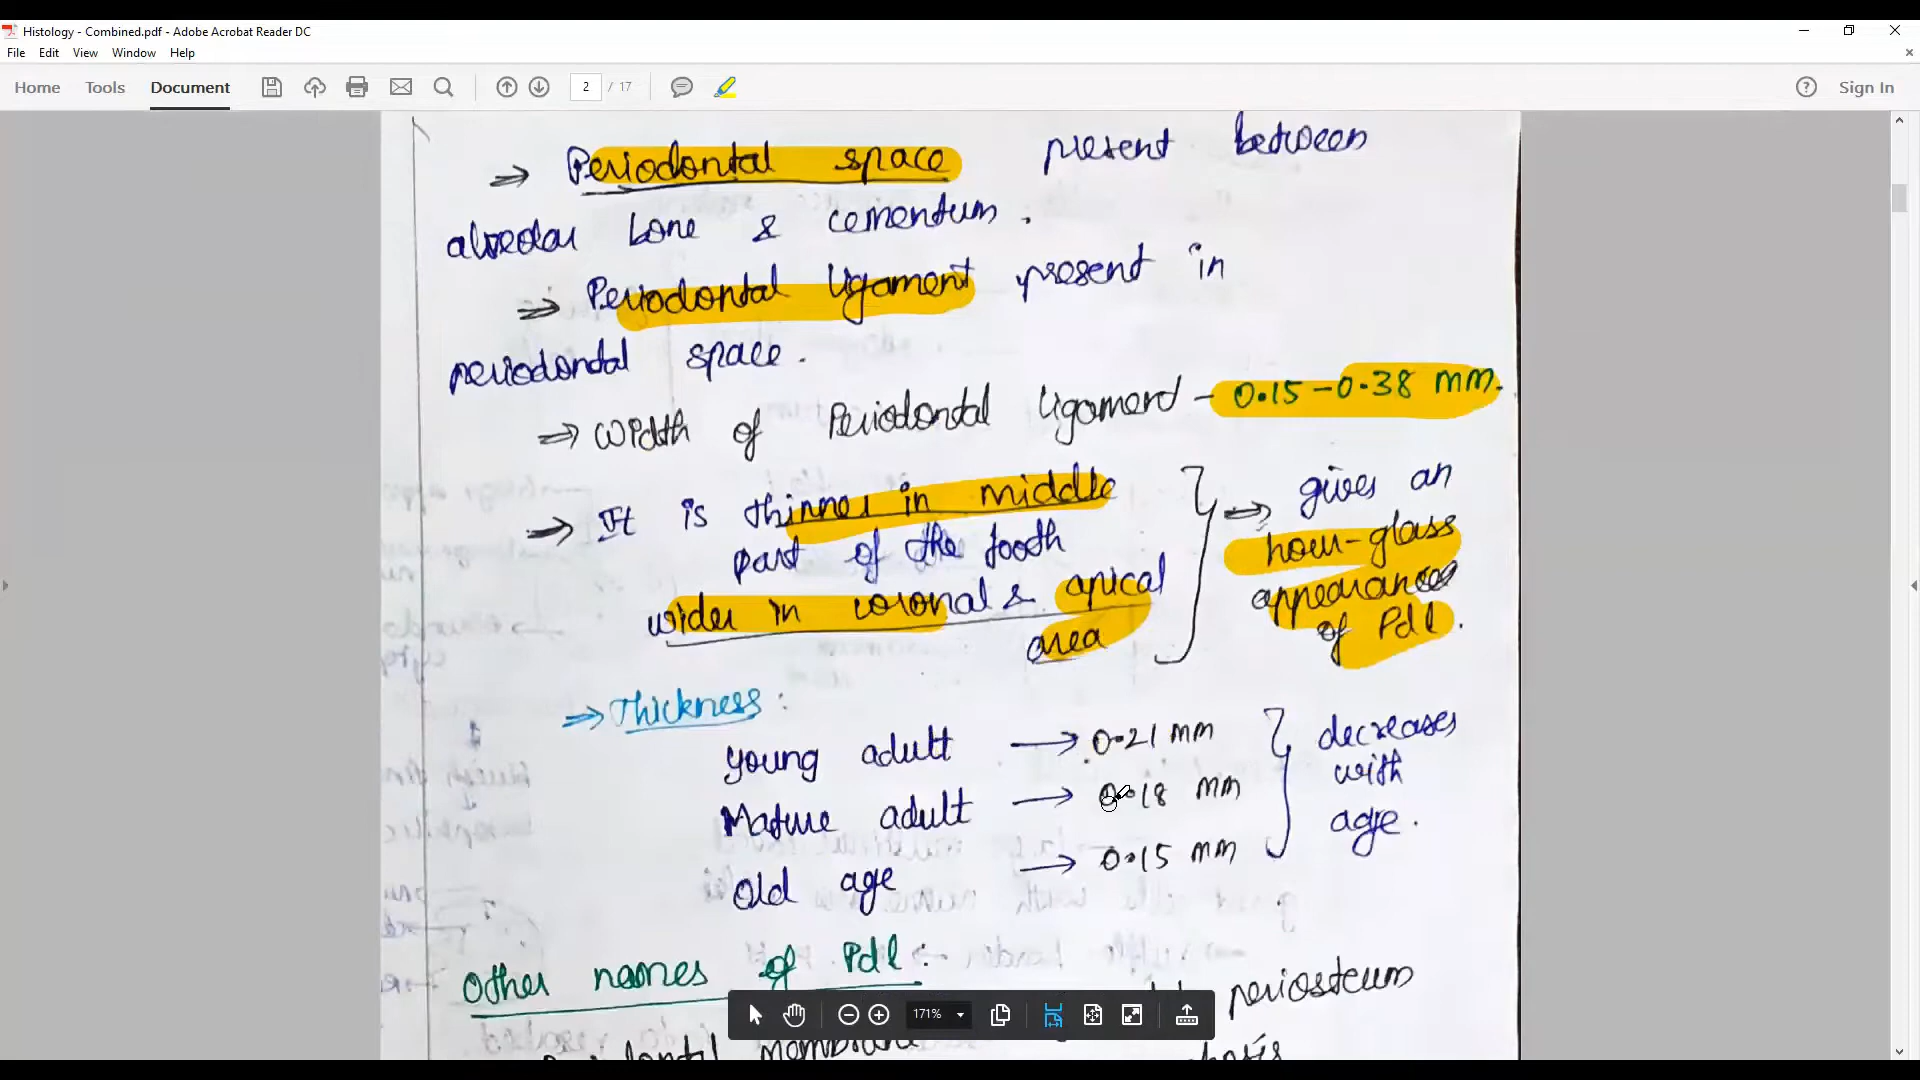 Histology - Combined.pdf - Adobe Acrobat Reader DC
File Edit View Window Help
Home Tools Document 2 / 17 Sign In
⇒ Periodontal space present between
alveolar bone & cementum.
⇒ Periodontal ligament present in
periodontal space.
⇒ Width of Periodontal ligament - 0.15 - 0.38 mm.
⇒ It is thinner in middle
part of the tooth
wider in coronal & apical
area
⇒ gives an
hour-glass
appearance
of Pdl.
⇒ Thickness:
Young adult → 0.21 mm
Mature adult → 0.18 mm
Old age → 0.15 mm
decreases
with
age.
Other names of Pdl:
periosteum
171%
membrane